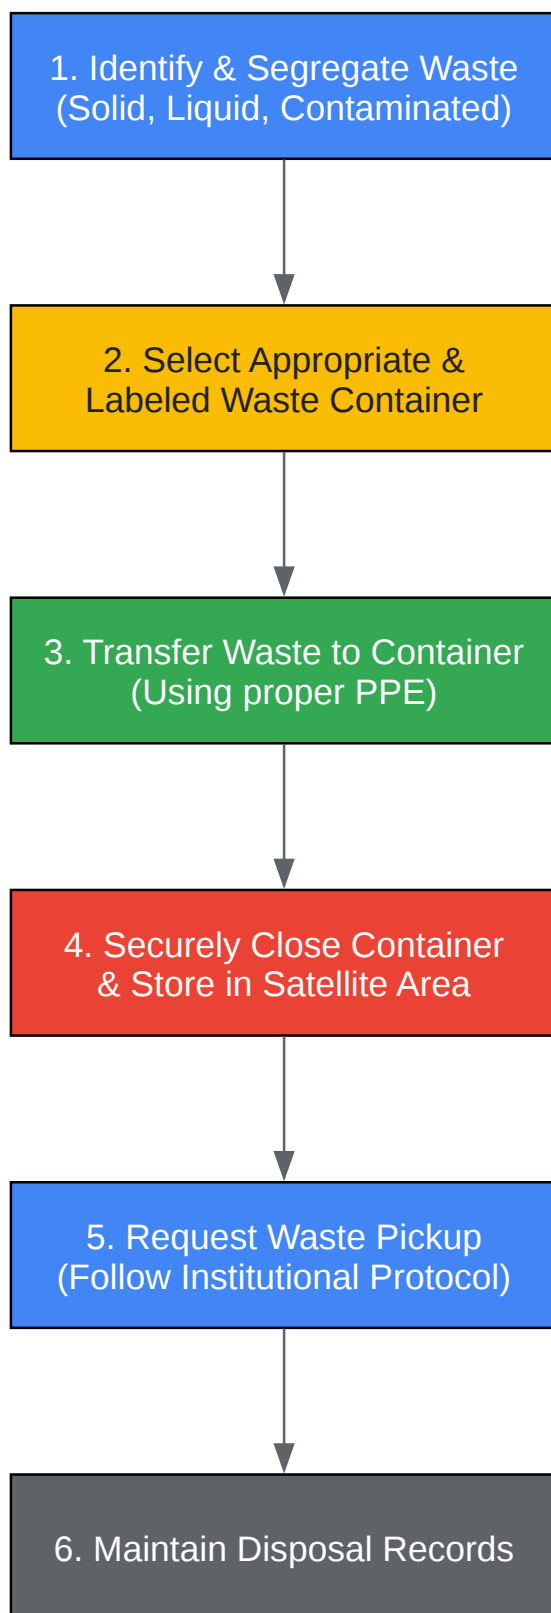 1. Identify & Segregate Waste
(Solid, Liquid, Contaminated)
2. Select Appropriate &
Labeled Waste Container
3. Transfer Waste to Container
(Using proper PPE)
4. Securely Close Container
& Store in Satellite Area
5. Request Waste Pickup
(Follow Institutional Protocol)
6. Maintain Disposal Records